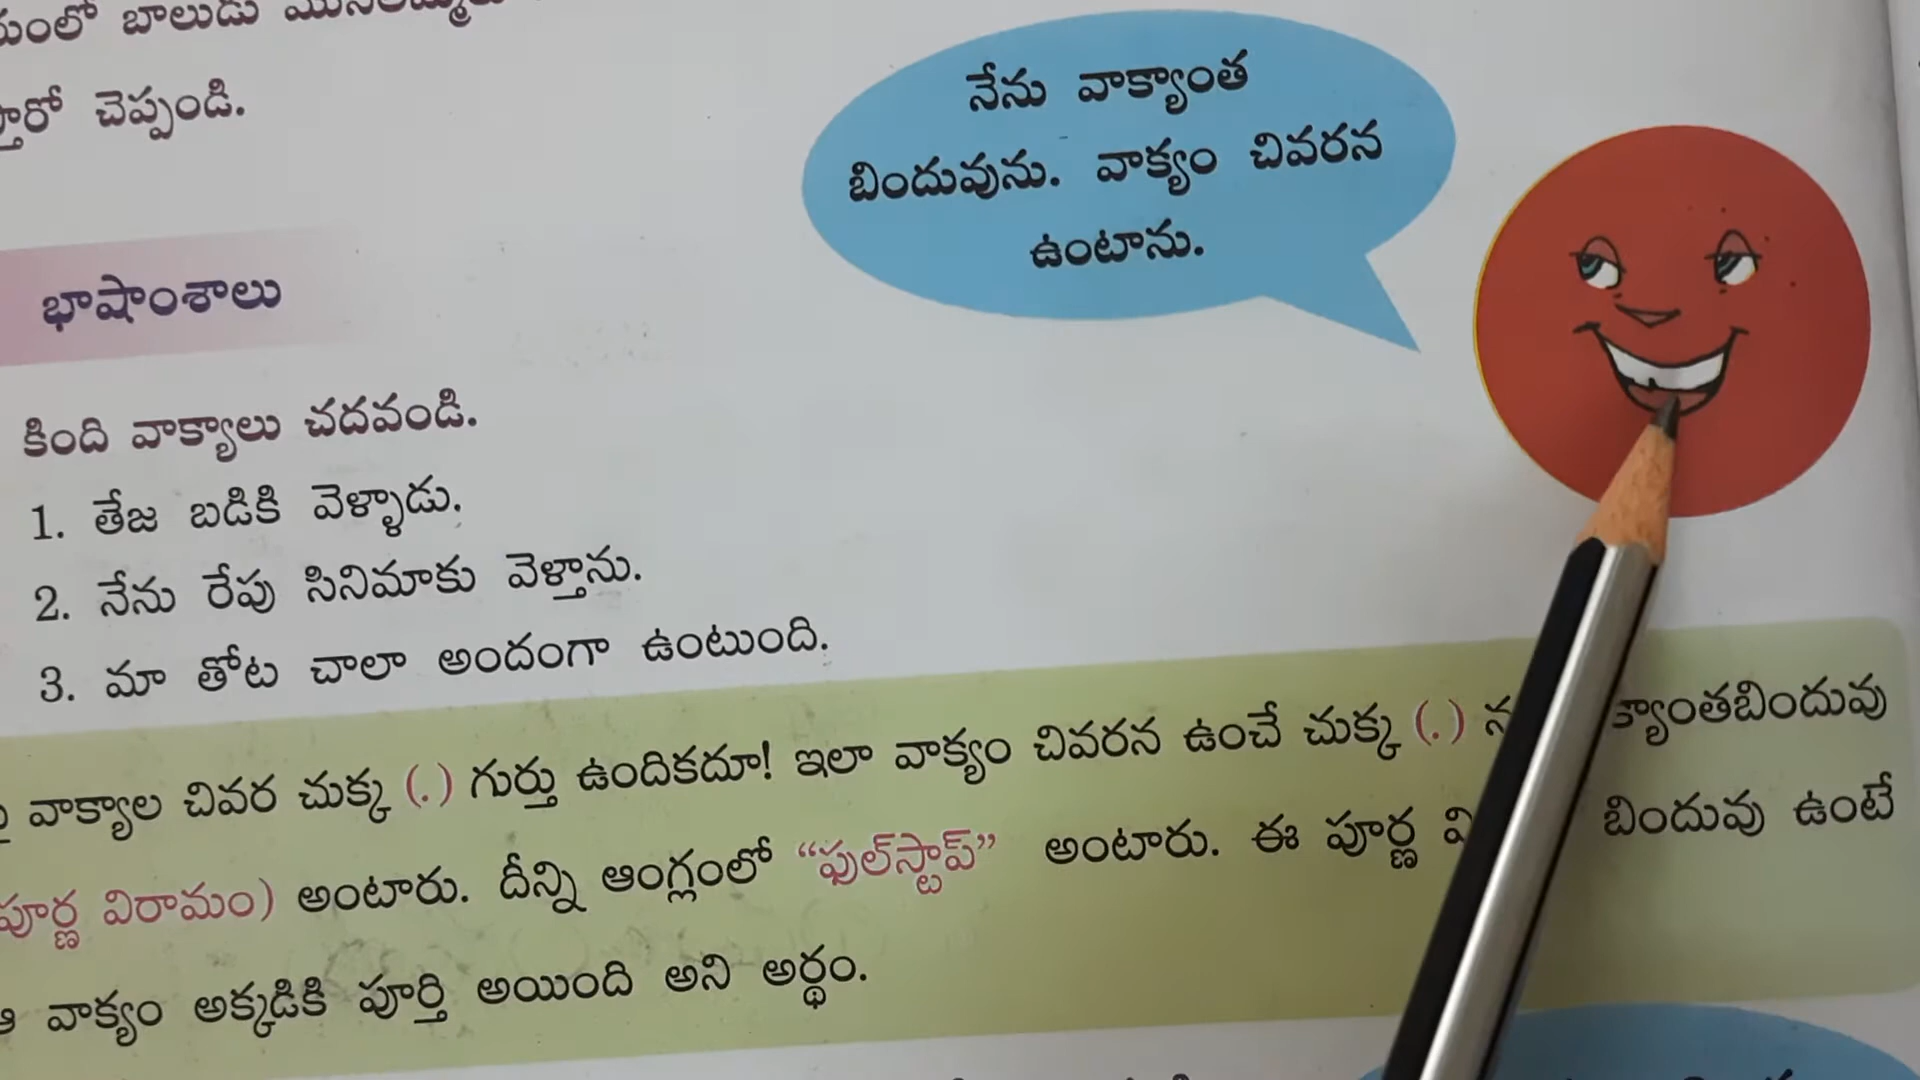 బాలుడు
చెప్పండి.
నేను వాక్యాంత
బిందువును. వాక్యం చివరన
ఉంటాను.
భాషాంశాలు
కింది వాక్యాలు చదవండి.
1. తేజ బడికి వెళ్ళాడు.
2. నేను రేపు సినిమాకు వెళ్తాను.
3. మా తోట చాలా అందంగా ఉంటుంది.
వాక్యాల చివర చుక్క (.) గుర్తు ఉందికదూ! ఇలా వాక్యం చివరన ఉంచే చుక్క (.) క్యాంతబిందువు
పూర్ణ విరామం) అంటారు. దీన్ని ఆంగ్లంలో “ఫుల్‌స్టాప్” అంటారు. ఈ పూర్ణ బిందువు ఉంటే
వాక్యం అక్కడికి పూర్తి అయింది అని అర్థం.